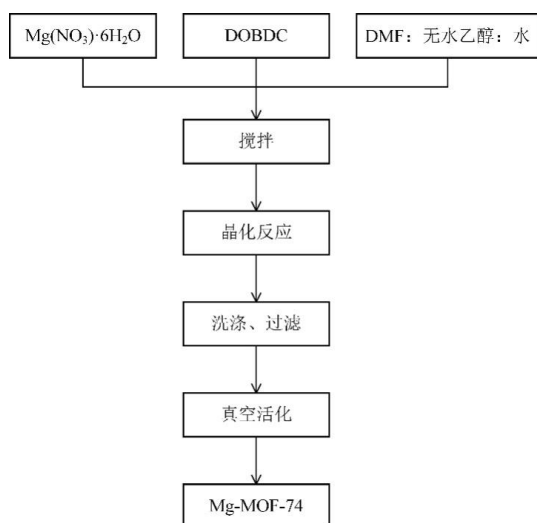 Mg(NO₃)·6H₂O
DOBDC
DMF：无水乙醇：水
搅拌
晶化反应
洗涤、过滤
真空活化
Mg-MOF-74